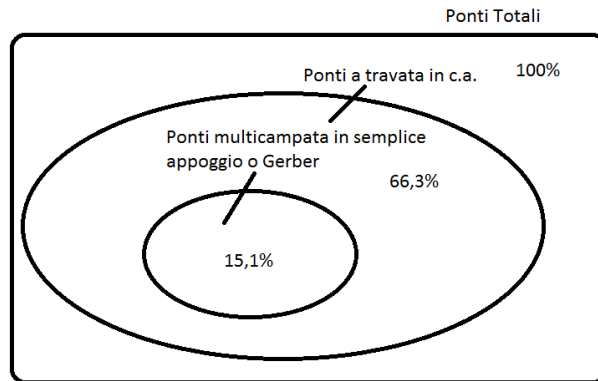 Ponti Totali
Ponti a travata in c.a.
100%
Ponti multicampata in semplice
appoggio o Gerber
66,3%
15,1%